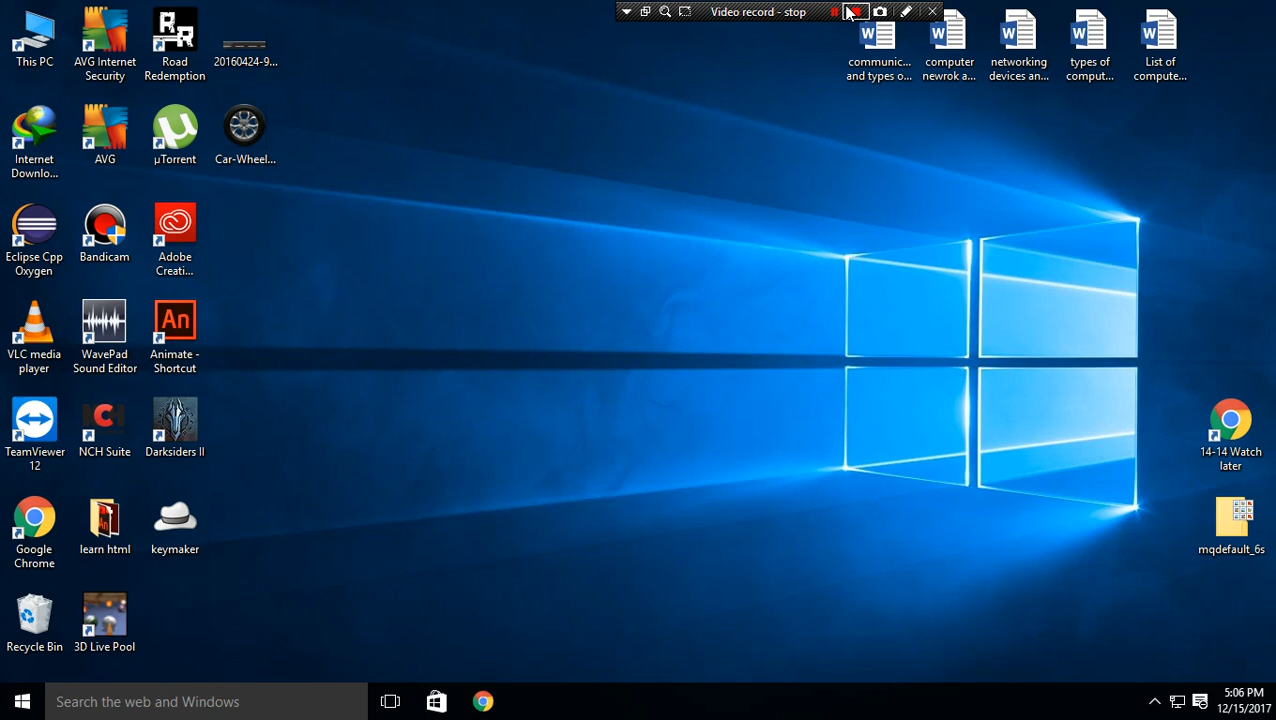 Video record - stop
This PC
AVG Internet
Security
Road
Redemption
20160424-9...
communic...
and types o...
computer
newrok a...
networking
devices an...
types of
comput...
List of
compute...
Internet
Downlo...
AVG
µTorrent
Car-Wheel...
Eclipse Cpp
Oxygen
Bandicam
Adobe
Creati...
An
VLC media
player
WavePad
Sound Editor
Animate -
Shortcut
TeamViewer
12
NCH Suite
Darksiders II
14-14 Watch
later
Google
Chrome
learn html
keymaker
mqdefault_6s
Recycle Bin
3D Live Pool
Search the web and Windows
5:06 PM
12/15/2017